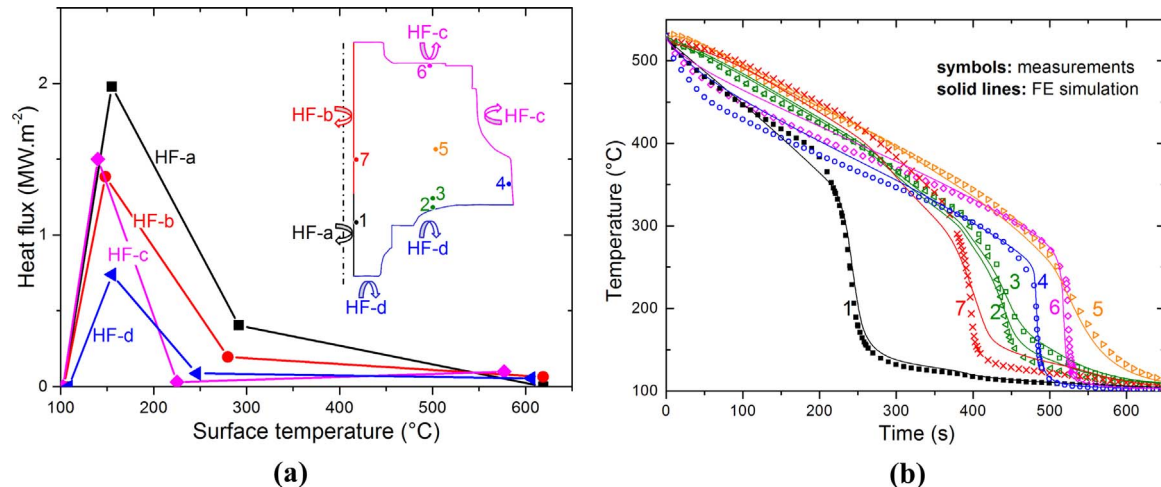 HF-a
HF-b
HF-c
HF-d
HF-c
6
HF-b
HF-c
7
5
4
3
2
1
HF-a
HF-d
HF-d
2
1
0
100 200 300 400 500 600
Heat flux (MW.m-2)
Surface temperature (°C)
(a)
symbols: measurements
solid lines: FE simulation
1
7
2
3
4
6
5
500
400
300
200
100
0 100 200 300 400 500 600
Temperature (°C)
Time (s)
(b)